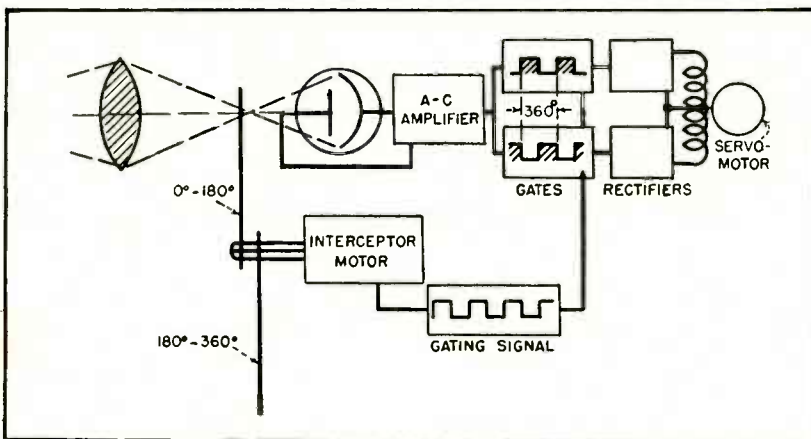 A-C
AMPLIFIER
360°
GATES
RECTIFIERS
SERVO-
MOTOR
0°-180°
INTERCEPTOR
MOTOR
180°-360°
GATING SIGNAL